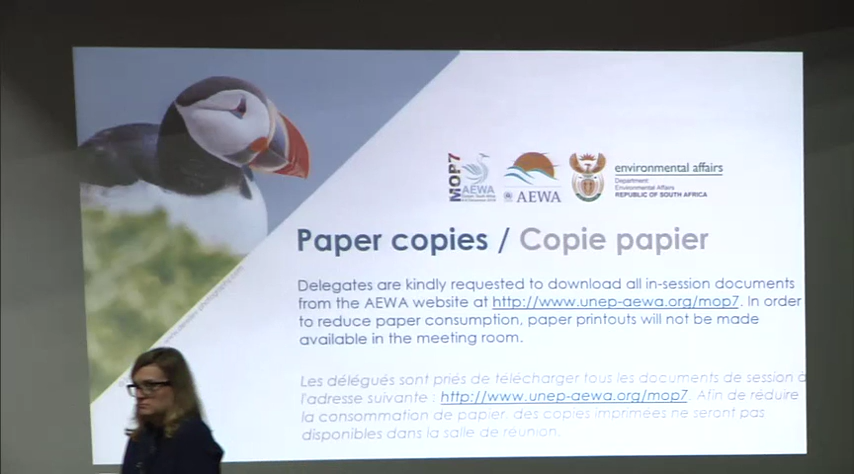 MOP7
AEWA
AEWA
environmental affairs
Department:
Environmental Affairs
REPUBLIC OF SOUTH AFRICA
Paper copies / Copie papier
Delegates are kindly requested to download all in-session documents
from the AEWA website at http://www.unep-aewa.org/mop7. In order
to reduce paper consumption, paper printouts will not be made
available in the meeting room.
Les délégués sont priés de télécharger tous les documents de session à
l'adresse suivante : http://www.unep-aewa.org/mop7. Afin de réduire
la consommation de papier, des copies imprimées ne seront pas
disponibles dans la salle de réunion.